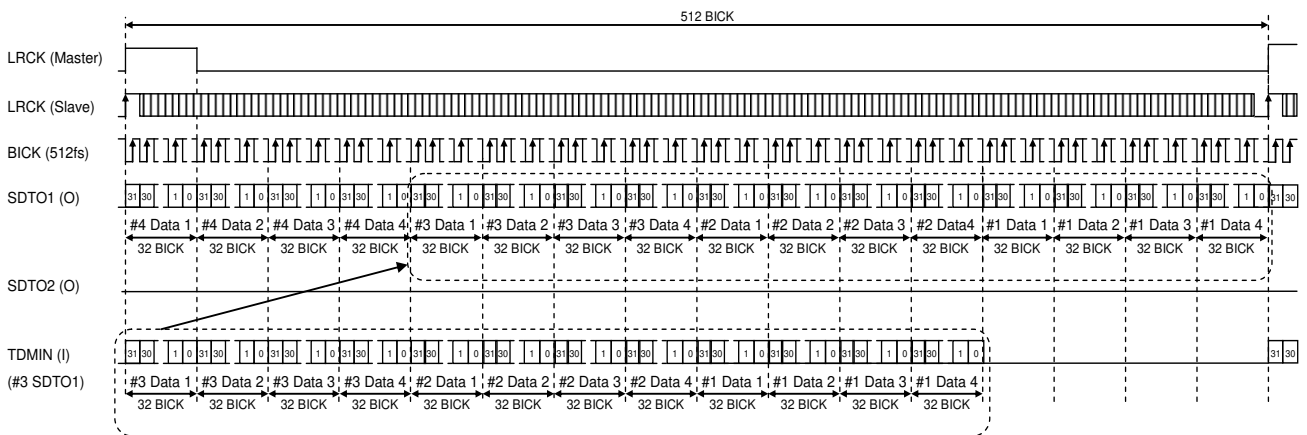 512 BICK
LRCK (Master)
LRCK (Slave)
BICK (512fs)
SDTO1 (O) 31 30 1 0 31 30 1 0 31 30 1 0 31 30 1 0 31 30 1 0 31 30 1 0 31 30 1 0 31 30 1 0 31 30 1 0 31 30 1 0 31 30 1 0 31 30 1 0 31 30 1 0 31 30 1 0 31 30 1 0 31 30 1 0 31 30
#4 Data 1 #4 Data 2 #4 Data 3 #4 Data 4 #3 Data 1 #3 Data 2 #3 Data 3 #3 Data 4 #2 Data 1 #2 Data 2 #2 Data 3 #2 Data4 #1 Data 1 #1 Data 2 #1 Data 3 #1 Data 4
32 BICK 32 BICK 32 BICK 32 BICK 32 BICK 32 BICK 32 BICK 32 BICK 32 BICK 32 BICK 32 BICK 32 BICK 32 BICK 32 BICK 32 BICK 32 BICK
SDTO2 (O)
TDMIN (I) 31 30 1 0 31 30 1 0 31 30 1 0 31 30 1 0 31 30 1 0 31 30 1 0 31 30 1 0 31 30 1 0 31 30 1 0 31 30 1 0 31 30 1 0 31 30 1 0 31 30
(#3 SDTO1) #3 Data 1 #3 Data 2 #3 Data 3 #3 Data 4 #2 Data 1 #2 Data 2 #2 Data 3 #2 Data 4 #1 Data 1 #1 Data 2 #1 Data 3 #1 Data 4
32 BICK 32 BICK 32 BICK 32 BICK 32 BICK 32 BICK 32 BICK 32 BICK 32 BICK 32 BICK 32 BICK 32 BICK